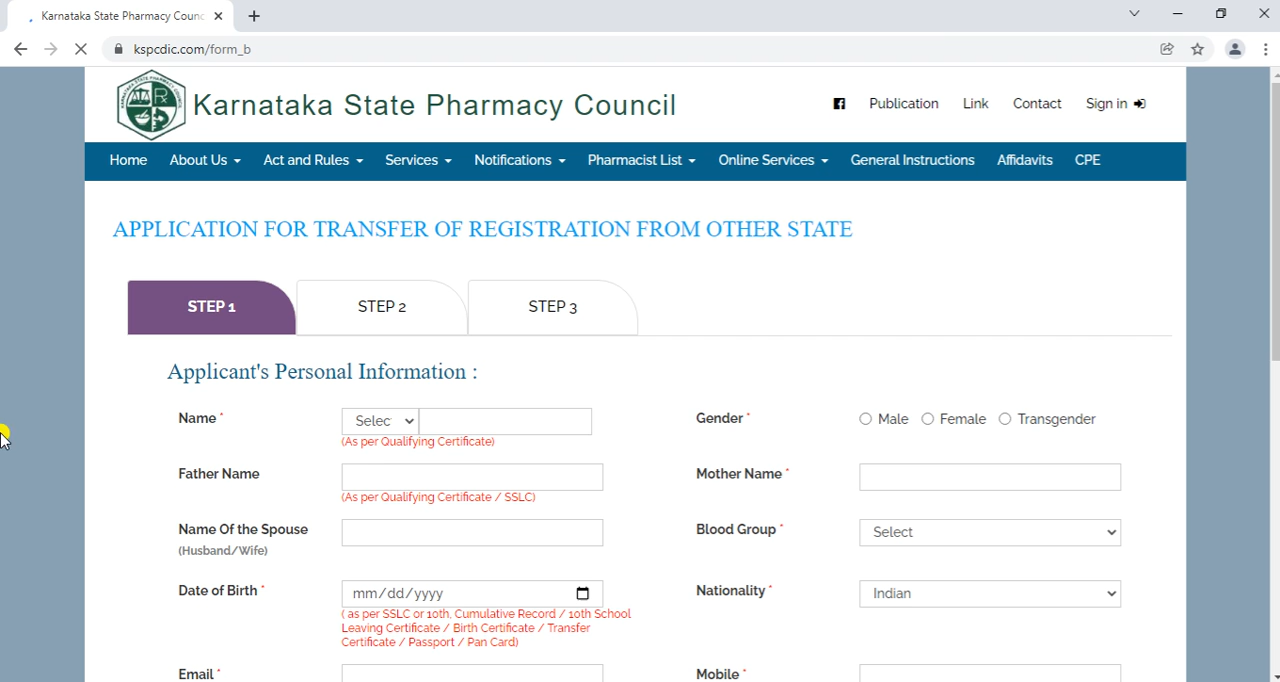 Karnataka State Pharmacy Counc
kspcdic.com/form_b
Karnataka State Pharmacy Council
Publication Link Contact Sign in
Home About Us Act and Rules Services Notifications Pharmacist List Online Services General Instructions Affidavits CPE
APPLICATION FOR TRANSFER OF REGISTRATION FROM OTHER STATE
STEP 1 STEP 2 STEP 3
Applicant's Personal Information :
Name * Selec Gender * Male Female Transgender
(As per Qualifying Certificate)
Father Name Mother Name *
(As per Qualifying Certificate / SSLC)
Name Of the Spouse Blood Group * Select
(Husband/Wife)
Date of Birth * mm/dd/yyyy Nationality * Indian
( as per SSLC or 10th, Cumulative Record / 10th School
Leaving Certificate / Birth Certificate / Transfer
Certificate / Passport / Pan Card)
Email * Mobile *